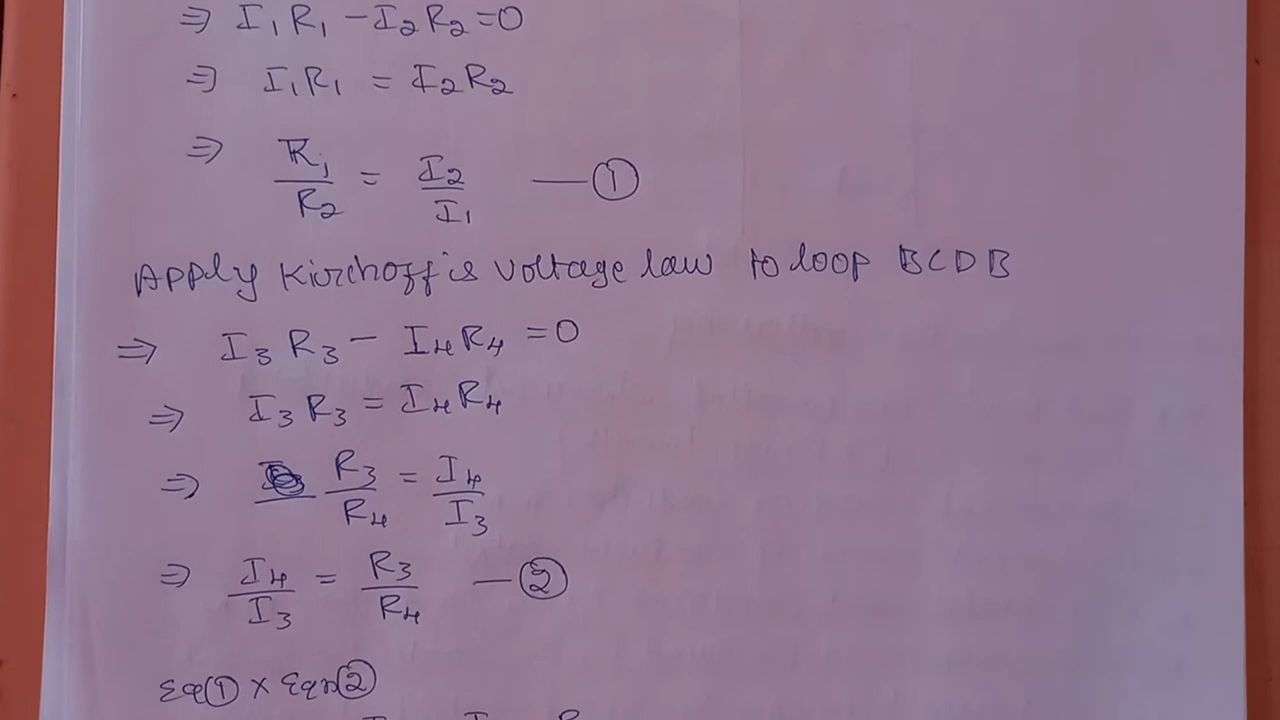 ⇒ I₁R₁ - I₂R₂ = 0
⇒ I₁R₁ = I₂R₂
⇒ R₁/R₂ = I₂/I₁ — ①
Apply Kirchoff's voltage law to loop BCDB
⇒ I₃R₃ - I₄R₄ = 0
⇒ I₃R₃ = I₄R₄
⇒ R₃/R₄ = I₄/I₃
⇒ I₄/I₃ = R₃/R₄ — ②
Eq① × Eqn②